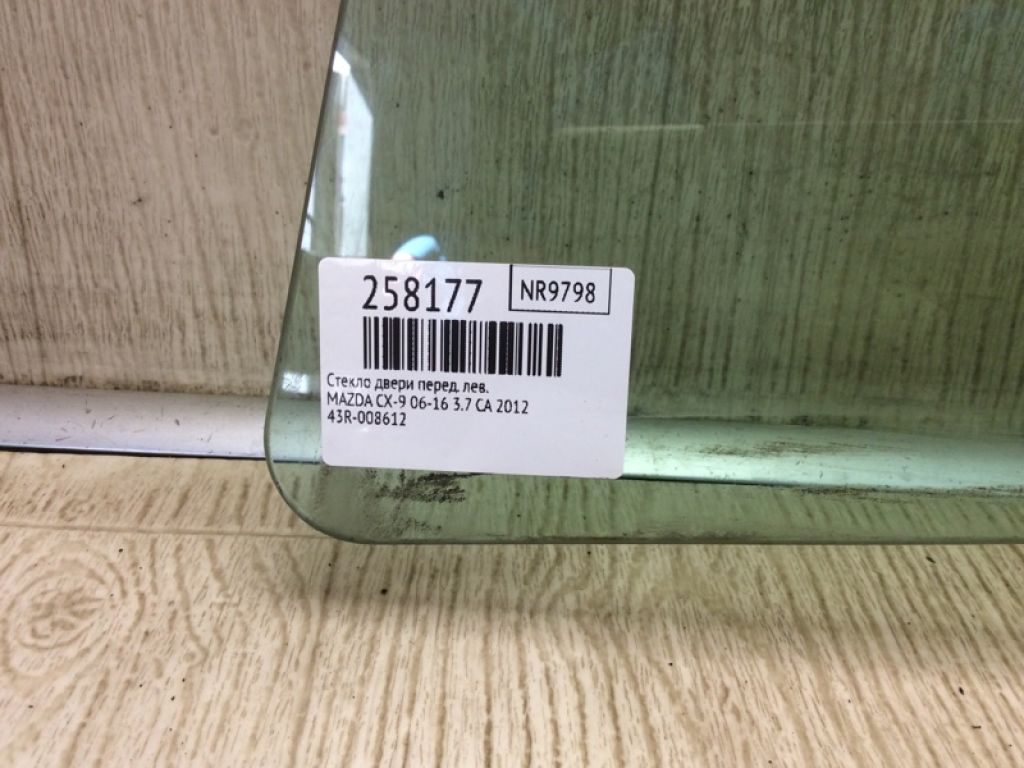 258177
NR9798
Стекло двери перед. лев.
MAZDA CX-9 06-16 3.7 CA 2012
43R-008612